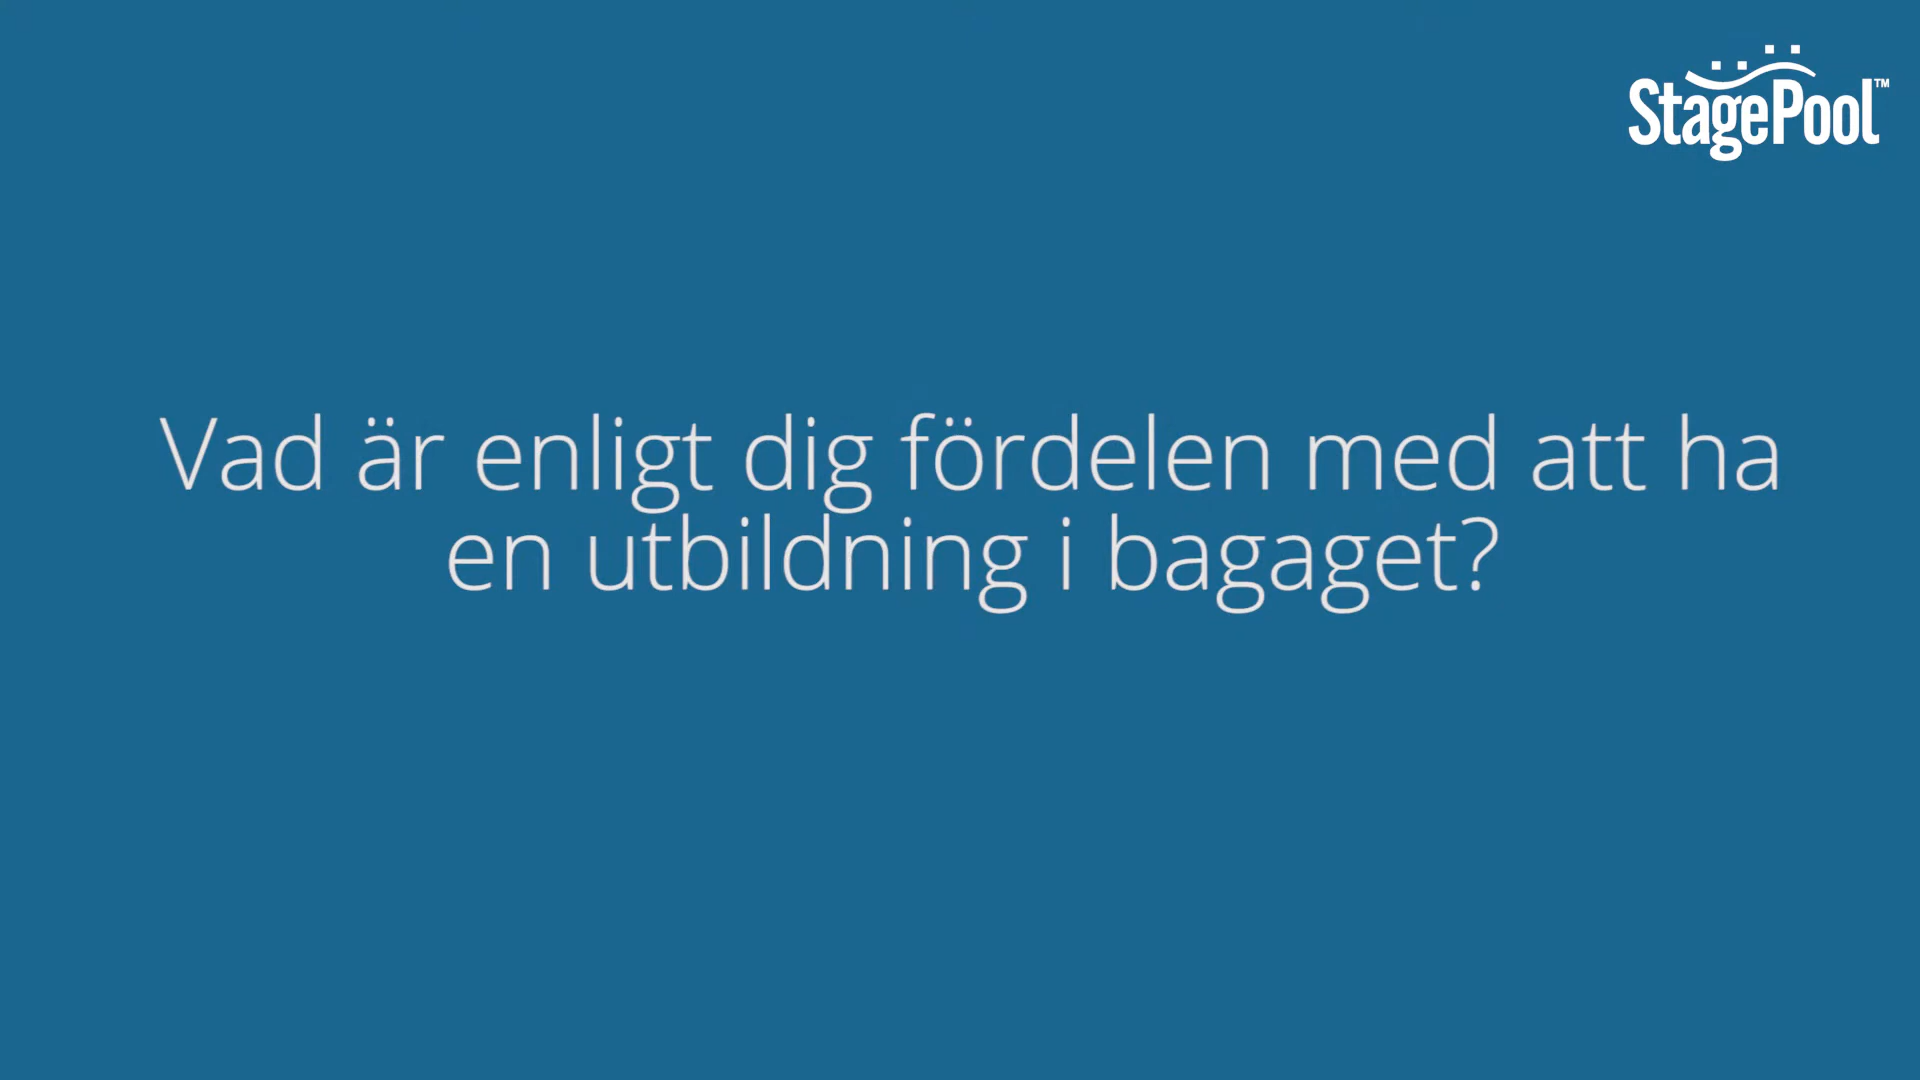 StagePool™
Vad är enligt dig fördelen med att ha
en utbildning i bagaget?